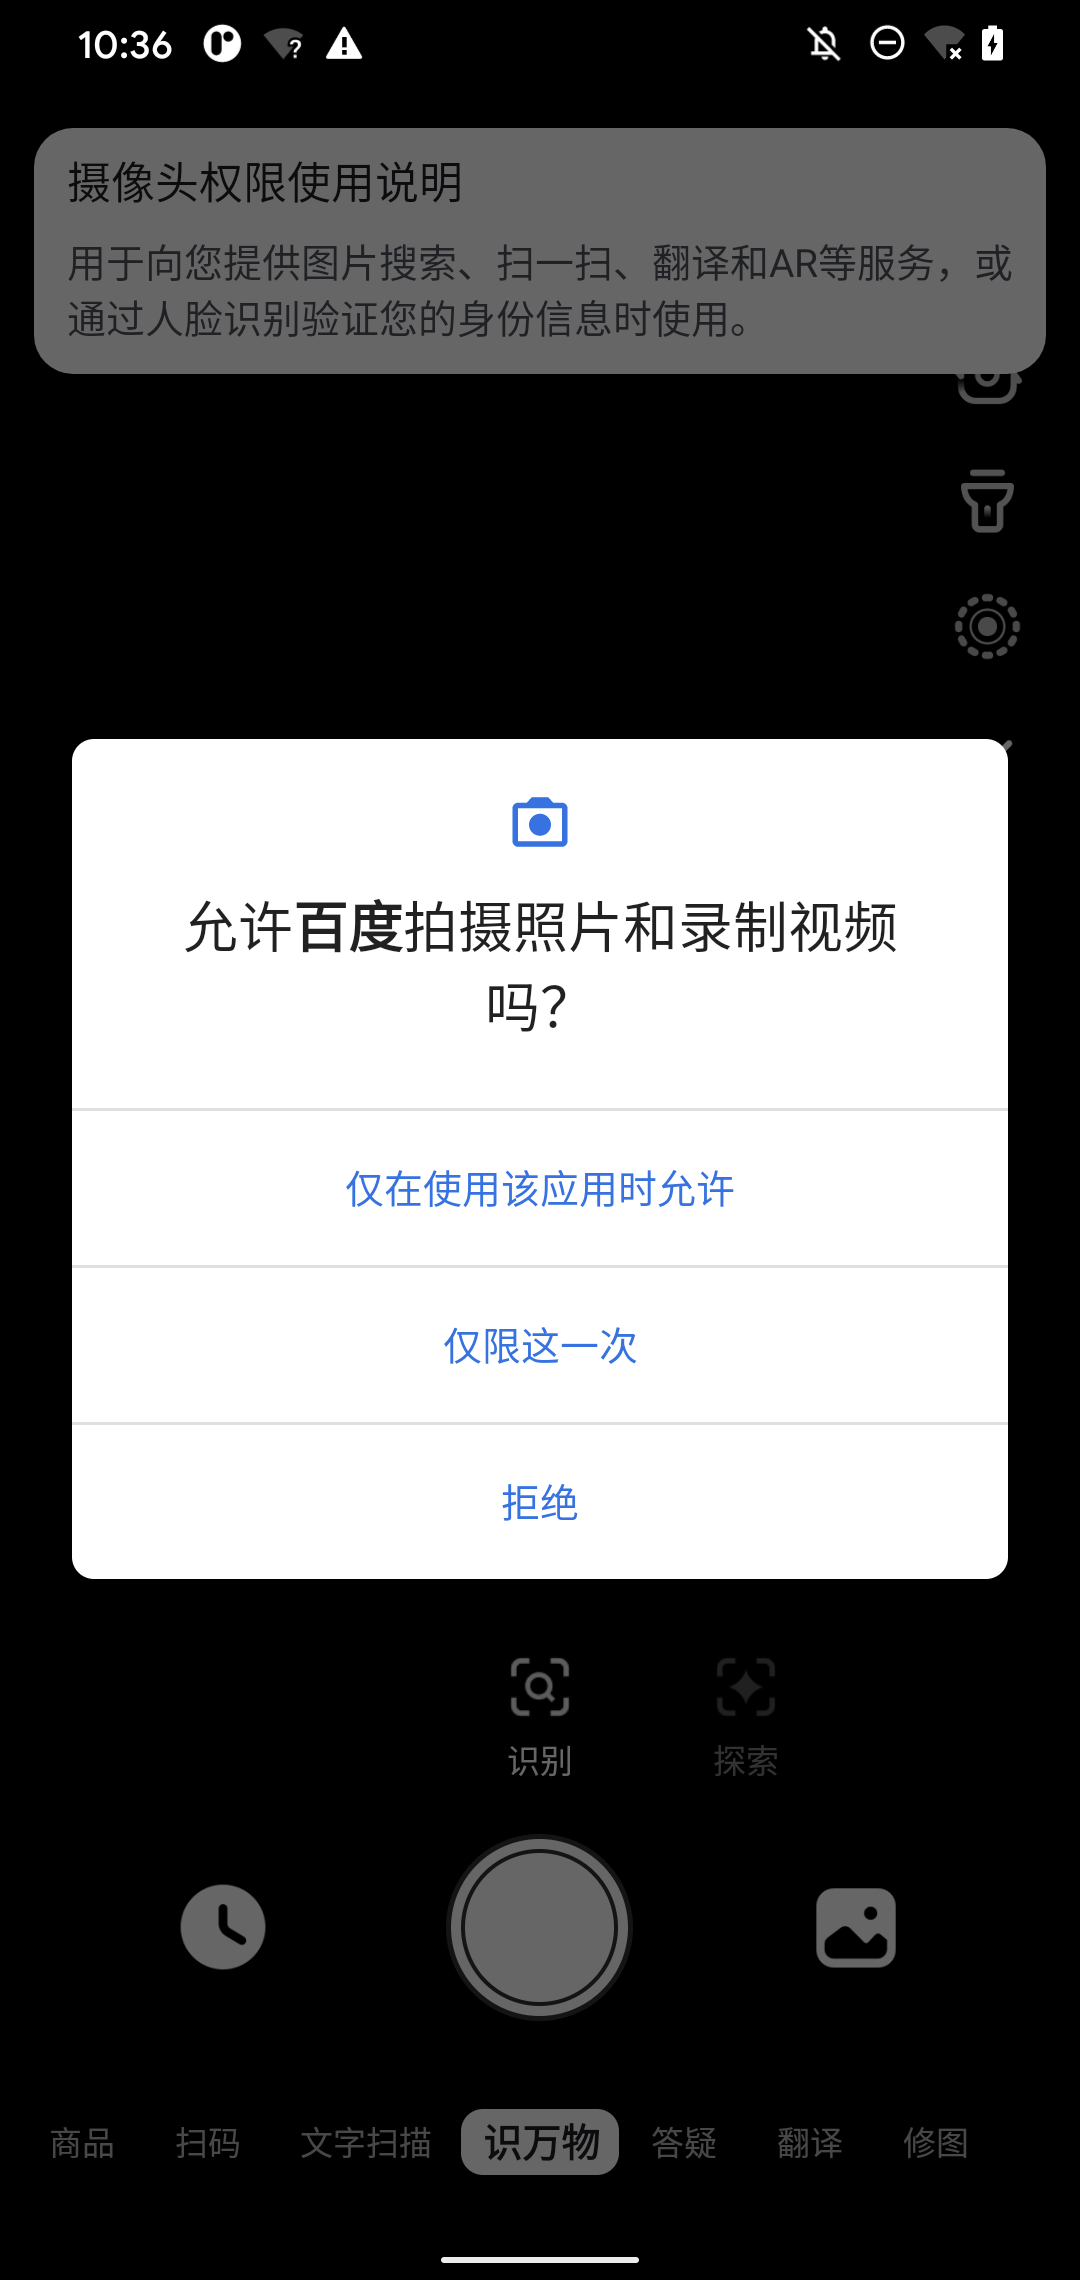 10:36
摄像头权限使用说明
用于向您提供图片搜索、扫一扫、翻译和AR等服务，或
通过人脸识别验证您的身份信息时使用。
允许百度拍摄照片和录制视频
吗？
仅在使用该应用时允许
仅限这一次
拒绝
识别 探索
商品 扫码 文字扫描 识万物 答疑 翻译 修图